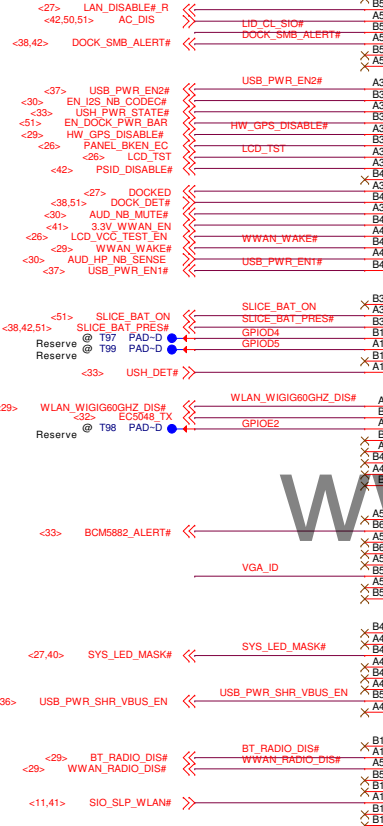 <27> LAN_DISABLE#_R
<42,50,51> AC_DIS LID_CL_SIO#
<38,42> DOCK_SMB_ALERT# DOCK_SMB_ALERT#
<37> USB_PWR_EN2# USB_PWR_EN2#
<30> EN_I2S_NB_CODEC#
<33> USH_PWR_STATE#
<51> EN_DOCK_PWR_BAR
<29> HW_GPS_DISABLE# HW_GPS_DISABLE#
<26> PANEL_BKEN_EC
<26> LCD_TST LCD_TST
<42> PSID_DISABLE#
<27> DOCKED
<38,51> DOCK_DET#
<30> AUD_NB_MUTE#
<41> 3.3V_WWAN_EN
<26> LCD_VCC_TEST_EN
<29> WWAN_WAKE# WWAN_WAKE#
<30> AUD_HP_NB_SENSE
<37> USB_PWR_EN1# USB_PWR_EN1#
<51> SLICE_BAT_ON SLICE_BAT_ON
<38,42,51> SLICE_BAT_PRES# SLICE_BAT_PRES#
Reserve @ T97 PAD~D GPIOD4
Reserve @ T99 PAD~D GPIOD5
<33> USH_DET#
29> WLAN_WIGIG60GHZ_DIS# WLAN_WIGIG60GHZ_DIS#
<32> EC5048_TX
Reserve @ T98 PAD~D GPIOE2
<33> BCM5882_ALERT#
VGA_ID
<27,40> SYS_LED_MASK# SYS_LED_MASK#
36> USB_PWR_SHR_VBUS_EN USB_PWR_SHR_VBUS_EN
<29> BT_RADIO_DIS# BT_RADIO_DIS#
<29> WWAN_RADIO_DIS# WWAN_RADIO_DIS#
<11,41> SIO_SLP_WLAN#